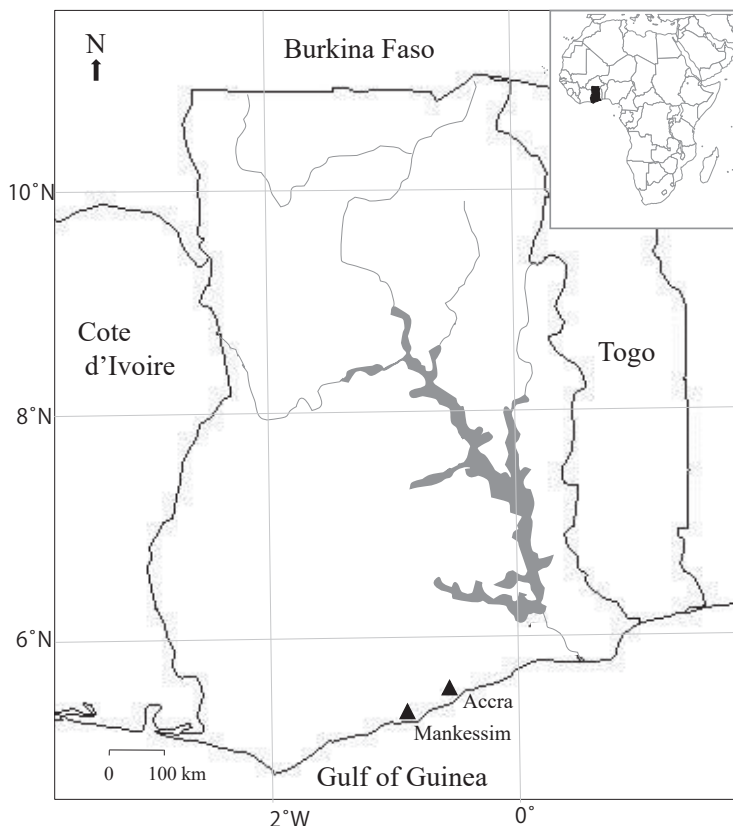 N
Burkina Faso
10˚N
Cote
d’Ivoire
Togo
8˚N
6˚N
Accra
Mankessim
0 100 km
Gulf of Guinea
2˚W 0˚